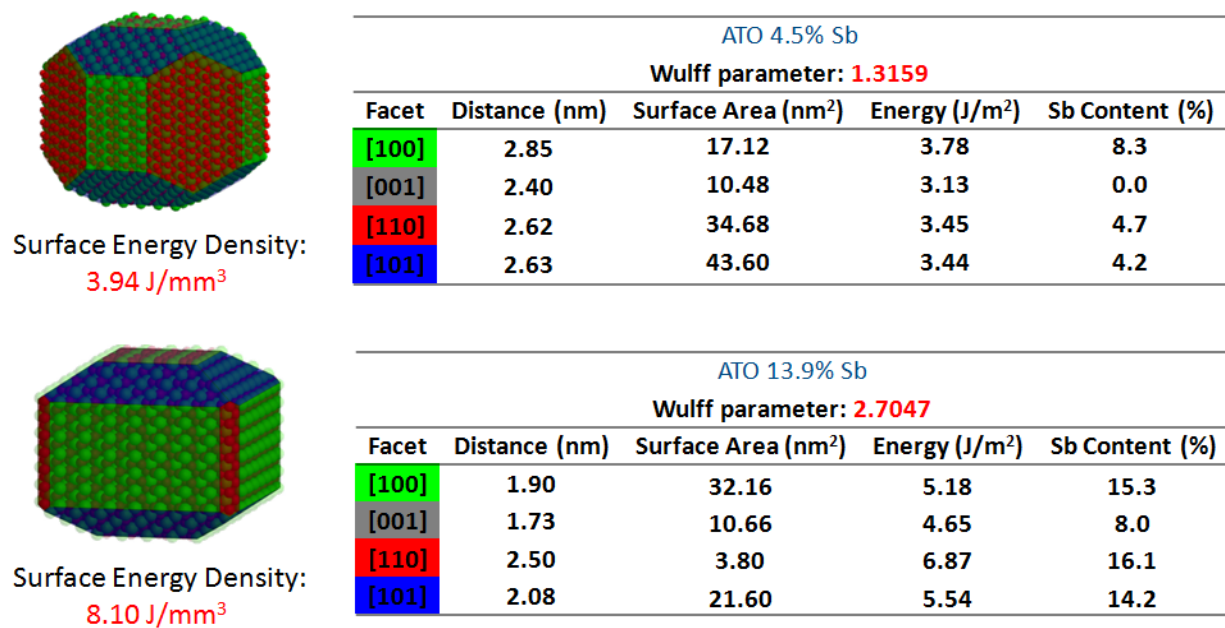 ATO 4.5% Sb
Wulff parameter: 1.3159
Facet Distance (nm) Surface Area (nm²) Energy (J/m²) Sb Content (%)
[100] 2.85 17.12 3.78 8.3
[001] 2.40 10.48 3.13 0.0
[110] 2.62 34.68 3.45 4.7
[101] 2.63 43.60 3.44 4.2
Surface Energy Density:
3.94 J/mm³
ATO 13.9% Sb
Wulff parameter: 2.7047
Facet Distance (nm) Surface Area (nm²) Energy (J/m²) Sb Content (%)
[100] 1.90 32.16 5.18 15.3
[001] 1.73 10.66 4.65 8.0
[110] 2.50 3.80 6.87 16.1
[101] 2.08 21.60 5.54 14.2
Surface Energy Density:
8.10 J/mm³